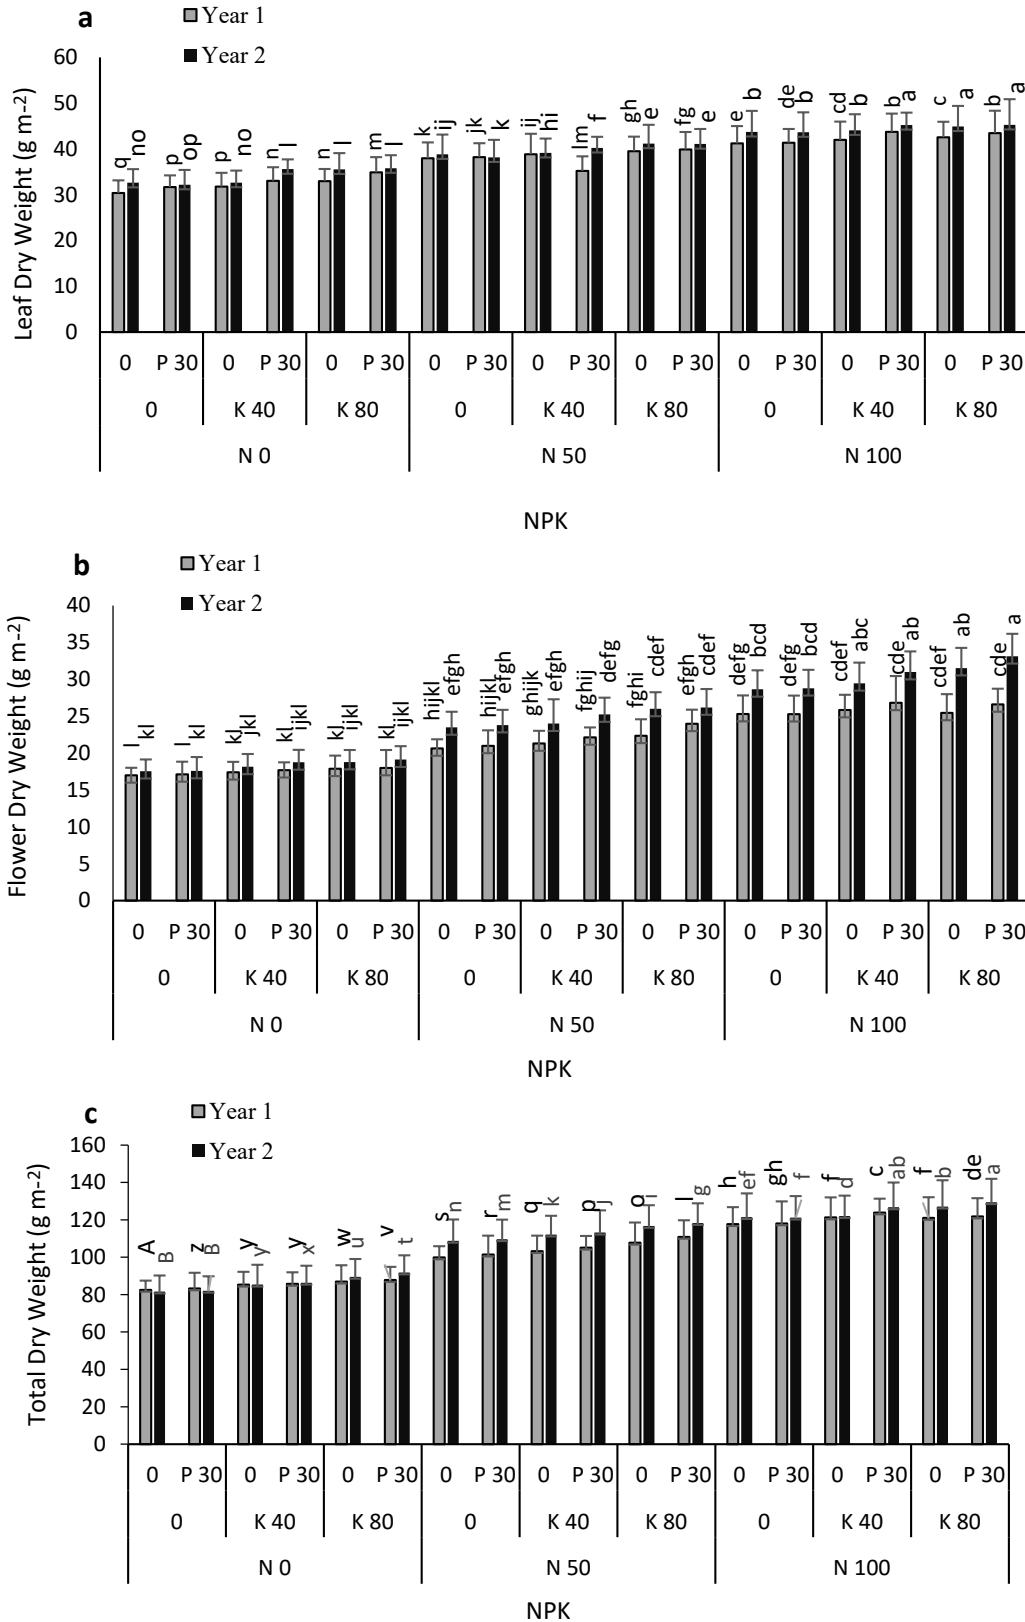 a
Year 1
Year 2
Leaf Dry Weight (g m-2)
60
50
40
30
20
10
0
q no p op p no n l n l m l k ij jk k ij hi lm f gh e fg e e b de b cd b b a c a b a
0 P 30 0 P 30 0 P 30 0 P 30 0 P 30 0 P 30 0 P 30 0 P 30 0 P 30
0 K 40 K 80 0 K 40 K 80 0 K 40 K 80
N 0 N 50 N 100
NPK
b
Year 1
Year 2
Flower Dry Weight (g m-2)
40
35
30
25
20
15
10
5
0
l kl l kl kl jkl kl ijkl kl ijkl kl ijkl hijkl efgh hijkl efgh ghijk efgh fghij defg fghi cdef efgh cdef defg bcd defg bcd cdef abc cde ab cdef ab cde a
0 P 30 0 P 30 0 P 30 0 P 30 0 P 30 0 P 30 0 P 30 0 P 30 0 P 30
0 K 40 K 80 0 K 40 K 80 0 K 40 K 80
N 0 N 50 N 100
NPK
c
Year 1
Year 2
Total Dry Weight (g m-2)
160
140
120
100
80
60
40
20
0
A B z B y y y x w u v t s n r m q k p j o i l g h ef gh f f d c ab f b de a
0 P 30 0 P 30 0 P 30 0 P 30 0 P 30 0 P 30 0 P 30 0 P 30 0 P 30
0 K 40 K 80 0 K 40 K 80 0 K 40 K 80
N 0 N 50 N 100
NPK